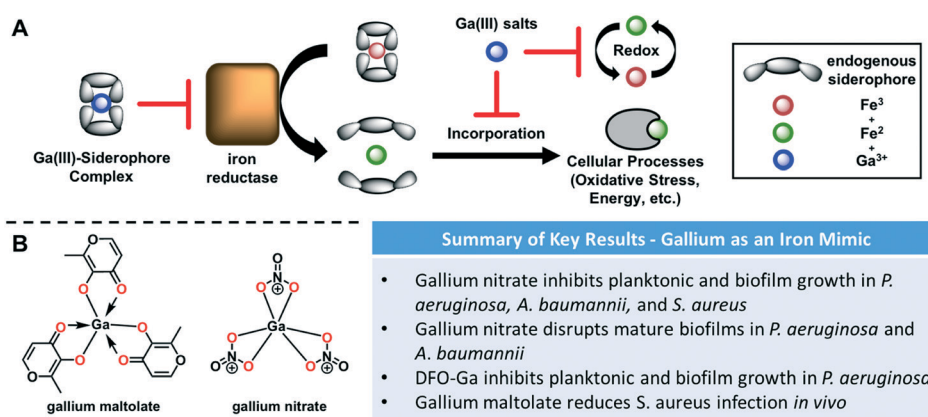 A
Ga(III)-Siderophore
Complex
iron
reductase
Ga(III) salts
Incorporation
Redox
Cellular Processes
(Oxidative Stress,
Energy, etc.)
endogenous
siderophore
Fe3
+
Fe2
+
Ga3+
B
O
O
O
O
O
O
Ga
O
O
O
gallium maltolate
O
N
+
O
O
Ga
O
O
O
N
+
O
O
N
+
O
gallium nitrate
Summary of Key Results - Gallium as an Iron Mimic
• Gallium nitrate inhibits planktonic and biofilm growth in P.
aeruginosa, A. baumannii, and S. aureus
• Gallium nitrate disrupts mature biofilms in P. aeruginosa and
A. baumannii
• DFO-Ga inhibits planktonic and biofilm growth in P. aeruginosa
• Gallium maltolate reduces S. aureus infection in vivo